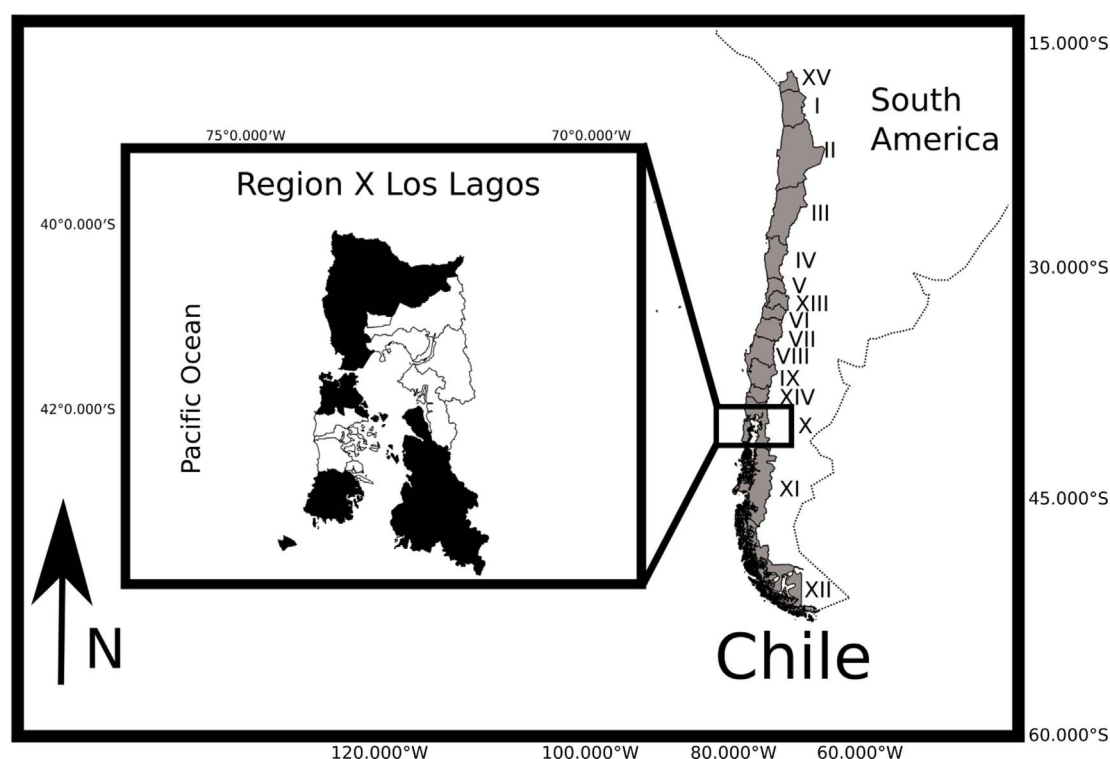 15.000°S
XV
I
South
America
II
75°0.000′W
70°0.000′W
Region X Los Lagos
III
40°0.000′S
IV
30.000°S
V
XIII
VI
VII
VIII
Pacific Ocean
IX
XIV
42°0.000′S
X
XI
45.000°S
XII
N
Chile
60.000°S
120.000°W
100.000°W
80.000°W
60.000°W